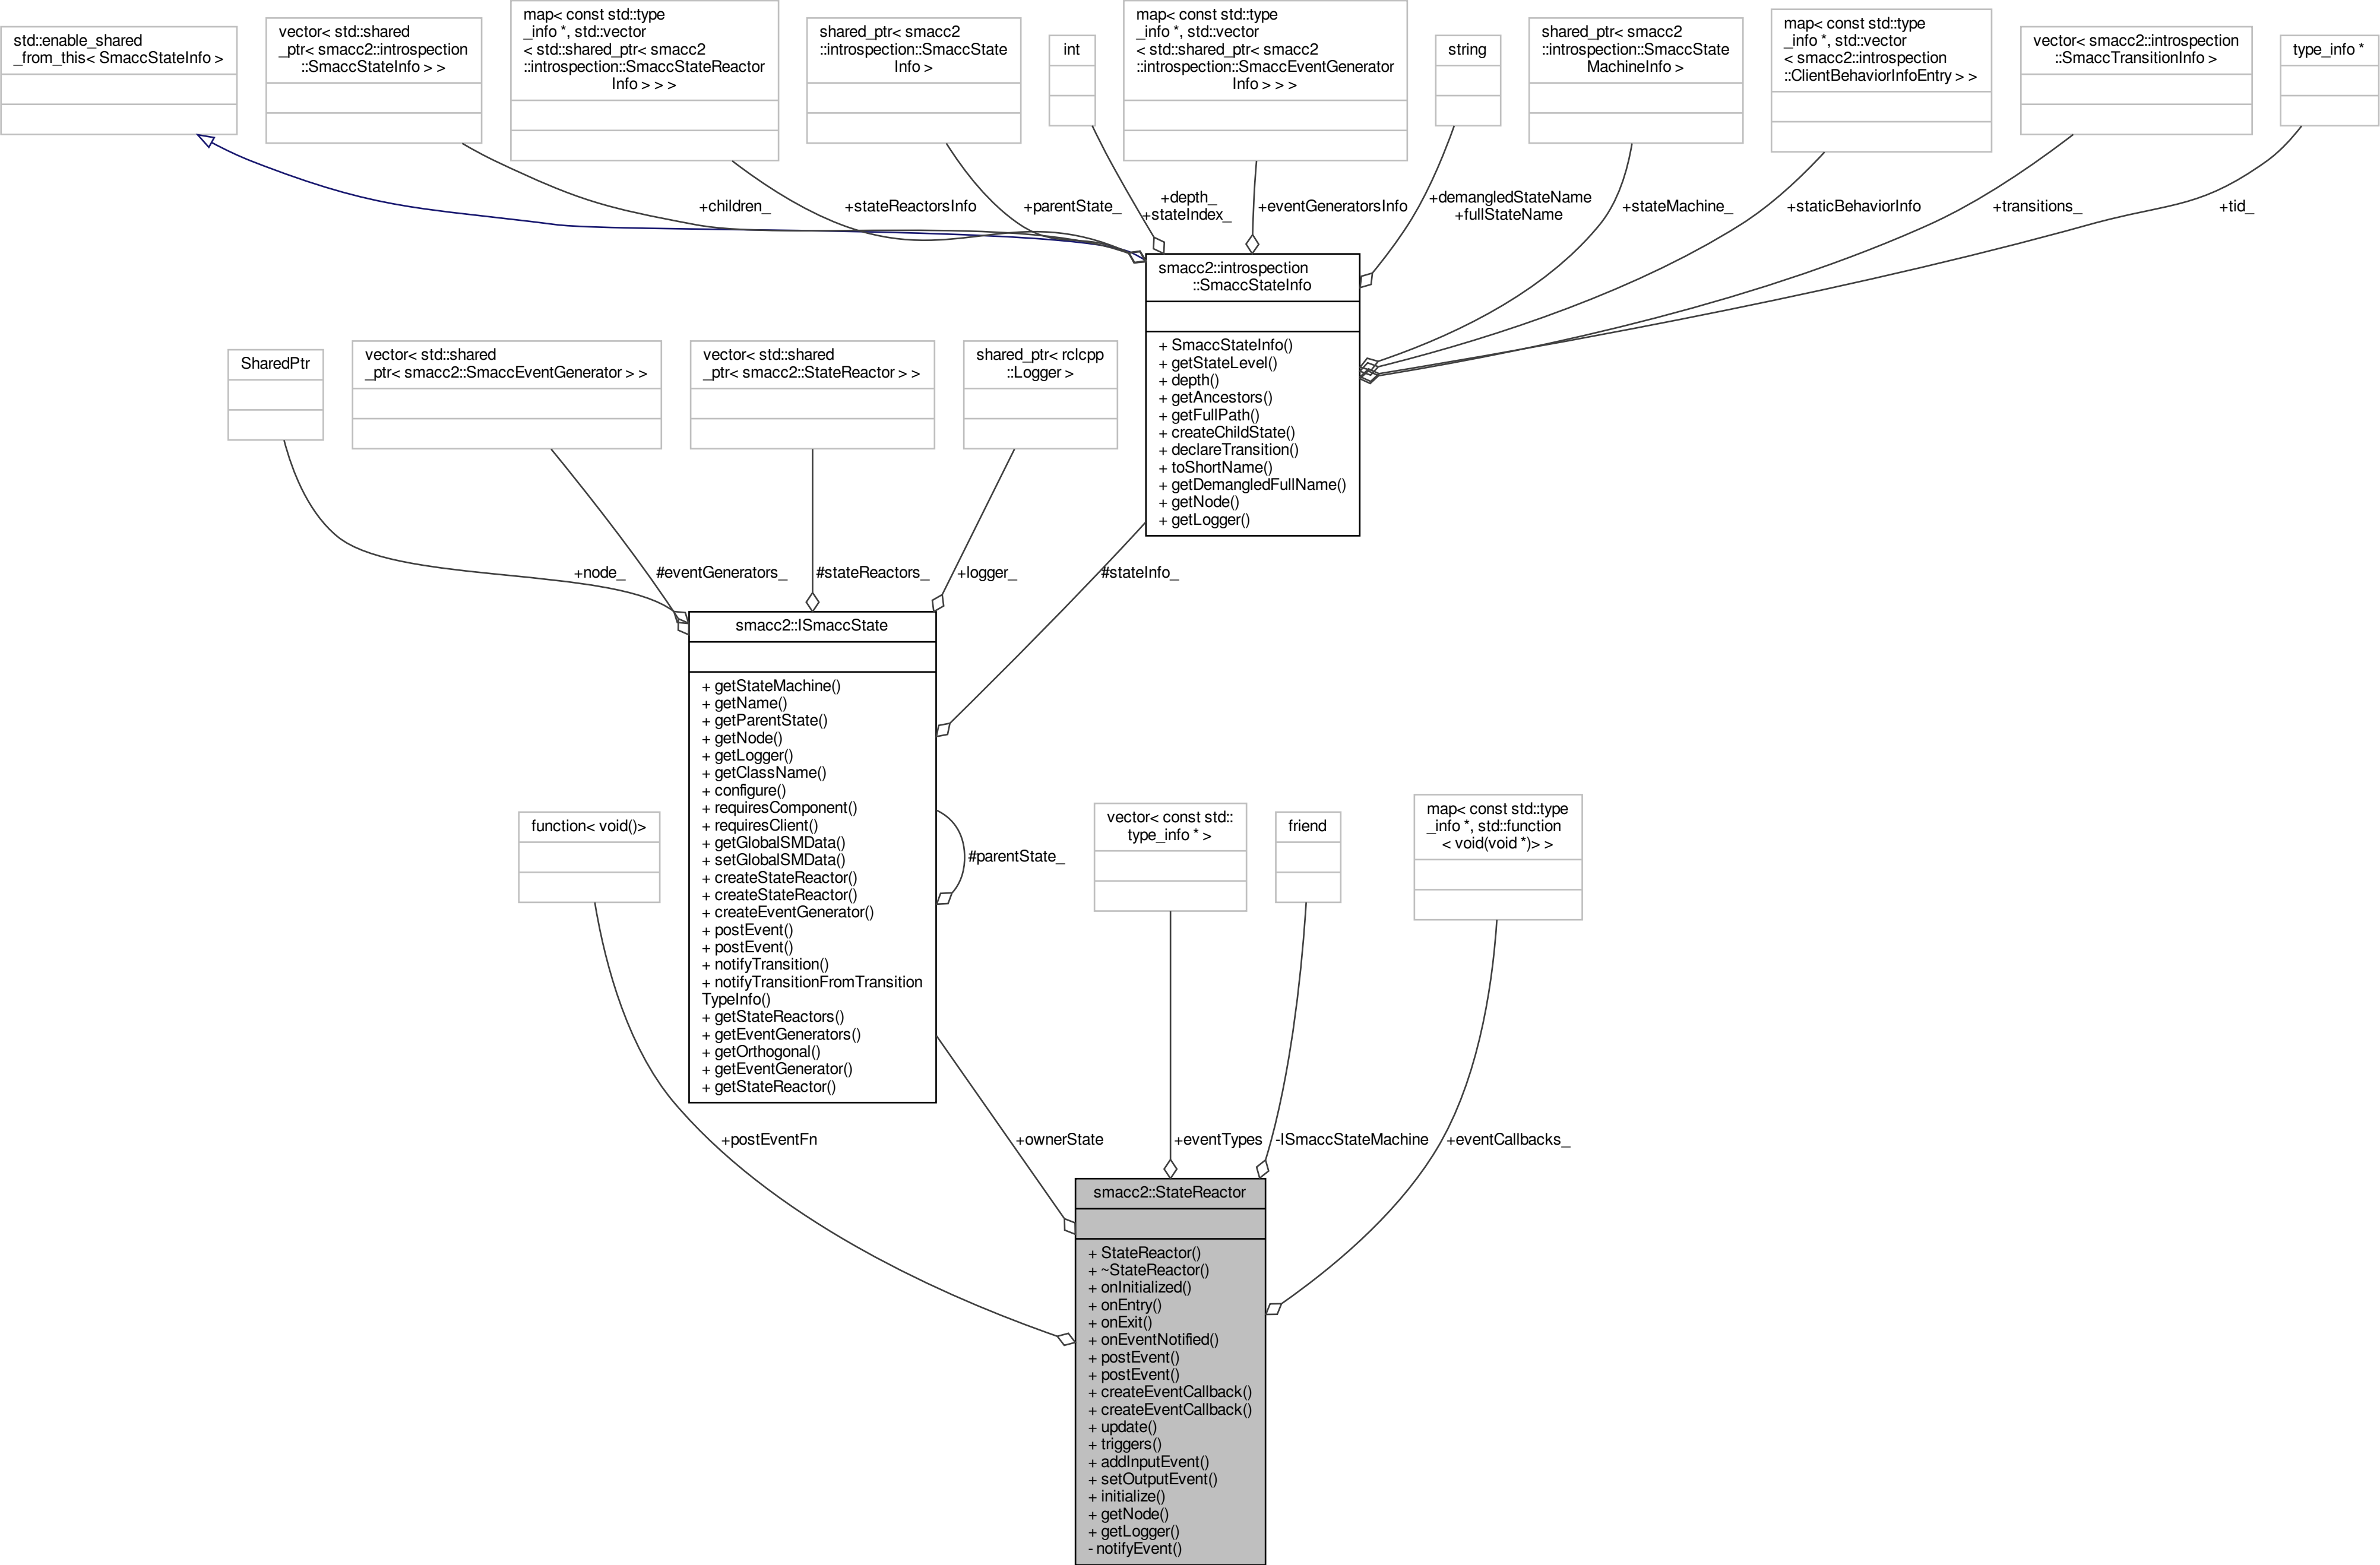 std::enable_shared
_from_this< SmaccStateInfo >
vector< std::shared
_ptr< smacc2::introspection
::SmaccStateInfo > >
map< const std::type
_info *, std::vector
< std::shared_ptr< smacc2
::introspection::SmaccStateReactor
Info > > >
shared_ptr< smacc2
::introspection::SmaccState
Info >
int
map< const std::type
_info *, std::vector
< std::shared_ptr< smacc2
::introspection::SmaccEventGenerator
Info > > >
string
shared_ptr< smacc2
::introspection::SmaccState
MachineInfo >
map< const std::type
_info *, std::vector
< smacc2::introspection
::ClientBehaviorInfoEntry > >
vector< smacc2::introspection
::SmaccTransitionInfo >
type_info *
+children_
+stateReactorsInfo
+parentState_
+depth_
+stateIndex_
+eventGeneratorsInfo
+demangledStateName
+fullStateName
+stateMachine_
+staticBehaviorInfo
+transitions_
+tid_
smacc2::introspection
::SmaccStateInfo
+ SmaccStateInfo()
+ getStateLevel()
+ depth()
+ getAncestors()
+ getFullPath()
+ createChildState()
+ declareTransition()
+ toShortName()
+ getDemangledFullName()
+ getNode()
+ getLogger()
SharedPtr
vector< std::shared
_ptr< smacc2::SmaccEventGenerator > >
vector< std::shared
_ptr< smacc2::StateReactor > >
shared_ptr< rclcpp
::Logger >
+node_
#eventGenerators_
#stateReactors_
+logger_
#stateInfo_
smacc2::ISmaccState
+ getStateMachine()
+ getName()
+ getParentState()
+ getNode()
+ getLogger()
+ getClassName()
+ configure()
+ requiresComponent()
+ requiresClient()
+ getGlobalSMData()
+ setGlobalSMData()
+ createStateReactor()
+ createStateReactor()
+ createEventGenerator()
+ postEvent()
+ postEvent()
+ notifyTransition()
+ notifyTransitionFromTransition
TypeInfo()
+ getStateReactors()
+ getEventGenerators()
+ getOrthogonal()
+ getEventGenerator()
+ getStateReactor()
#parentState_
function< void()>
vector< const std::
type_info * >
friend
map< const std::type
_info *, std::function
< void(void *)> >
+postEventFn
+ownerState
+eventTypes
-ISmaccStateMachine
+eventCallbacks_
smacc2::StateReactor
+ StateReactor()
+ ~StateReactor()
+ onInitialized()
+ onEntry()
+ onExit()
+ onEventNotified()
+ postEvent()
+ postEvent()
+ createEventCallback()
+ createEventCallback()
+ update()
+ triggers()
+ addInputEvent()
+ setOutputEvent()
+ initialize()
+ getNode()
+ getLogger()
- notifyEvent()